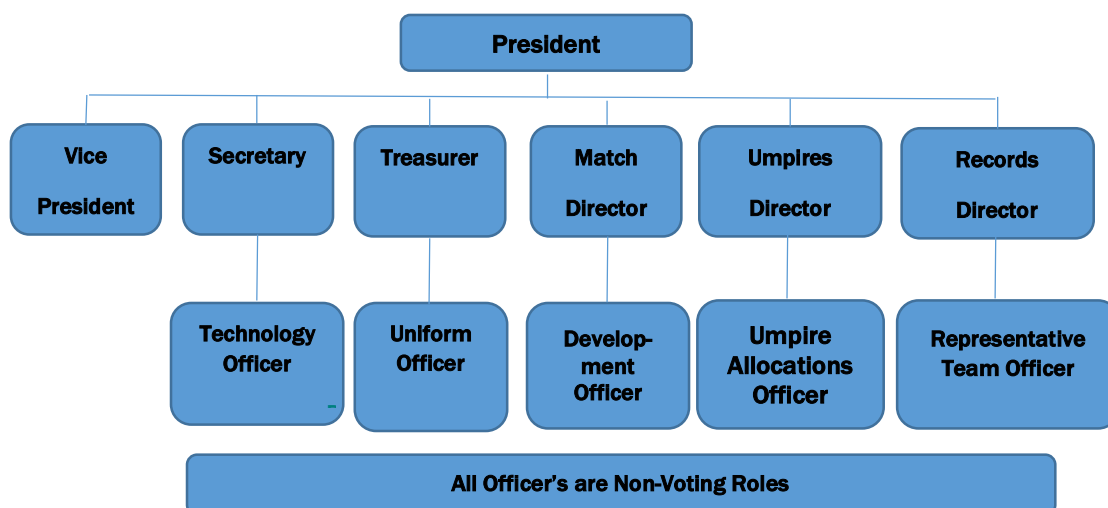 President
Vice
President
Secretary
Treasurer
Match
Director
Umpires
Director
Records
Director
Technology
Officer
Uniform
Officer
Develop-
ment
Officer
Umpire
Allocations
Officer
Representative
Team Officer
All Officer’s are Non-Voting Roles